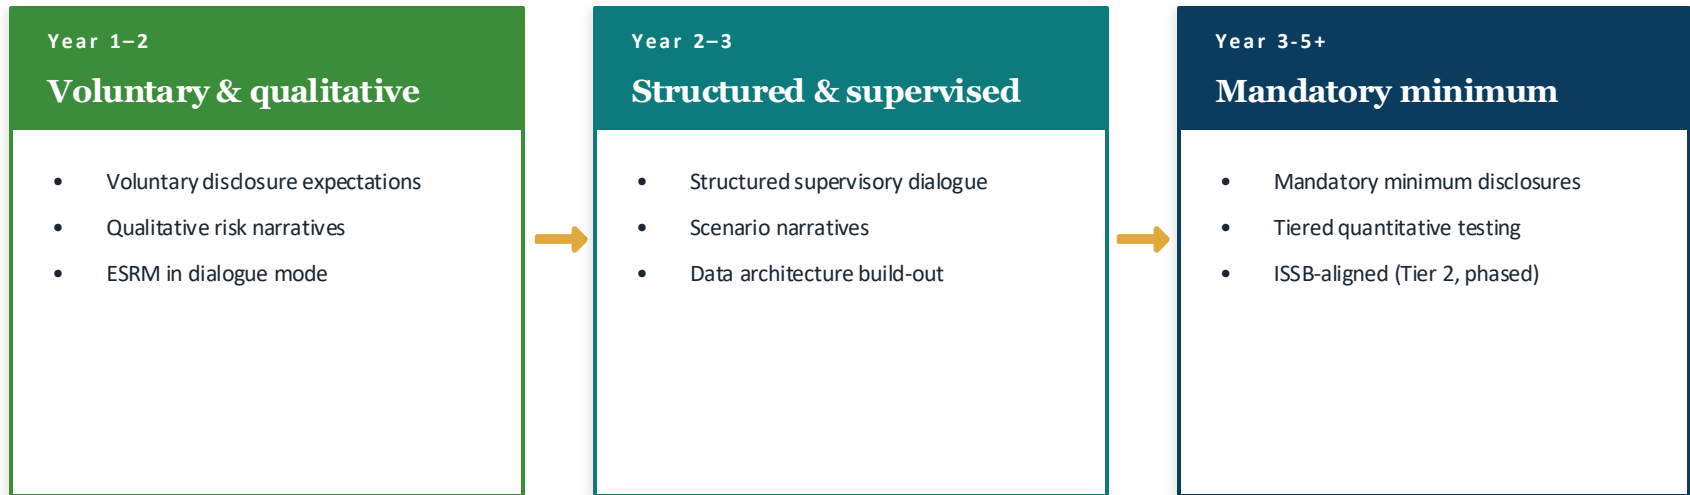 Year 1–2
Voluntary & qualitative
• Voluntary disclosure expectations
• Qualitative risk narratives
• ESRM in dialogue mode
Year 2–3
Structured & supervised
• Structured supervisory dialogue
• Scenario narratives
• Data architecture build-out
Year 3-5+
Mandatory minimum
• Mandatory minimum disclosures
• Tiered quantitative testing
• ISSB-aligned (Tier 2, phased)